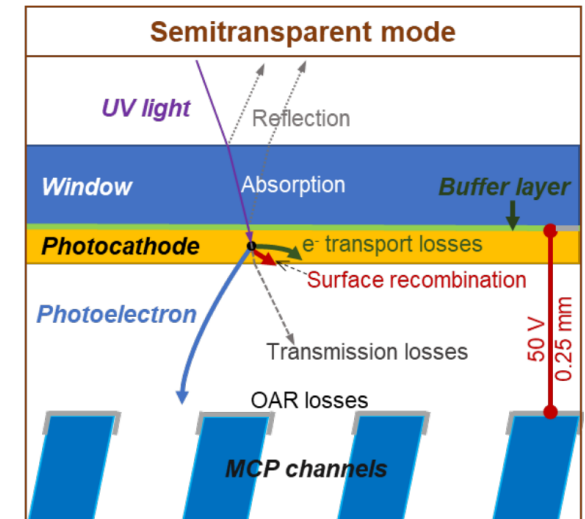 Semitransparent mode
UV light
Reflection
Window
Absorption
Buffer layer
Photocathode
e- transport losses
Surface recombination
Photoelectron
Transmission losses
50 V
0.25 mm
OAR losses
MCP channels